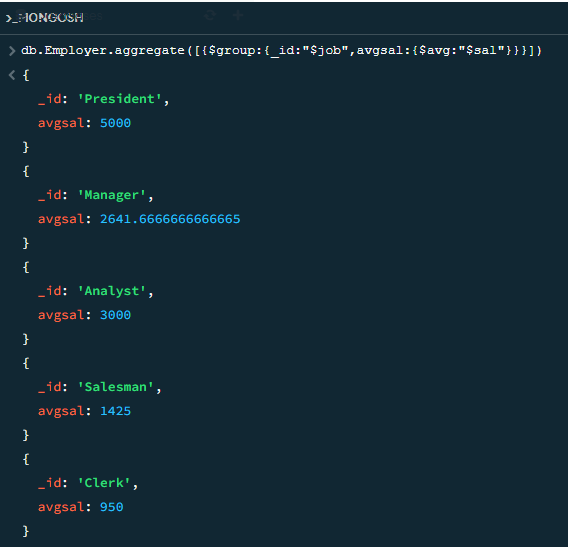 >_MONGOSH
> db.Employer.aggregate([{$group:{_id:"$job",avgsal:{$avg:"$sal"}}}])
< {
_id: 'President',
avgsal: 5000
}
{
_id: 'Manager',
avgsal: 2641.6666666666665
}
{
_id: 'Analyst',
avgsal: 3000
}
{
_id: 'Salesman',
avgsal: 1425
}
{
_id: 'Clerk',
avgsal: 950
}